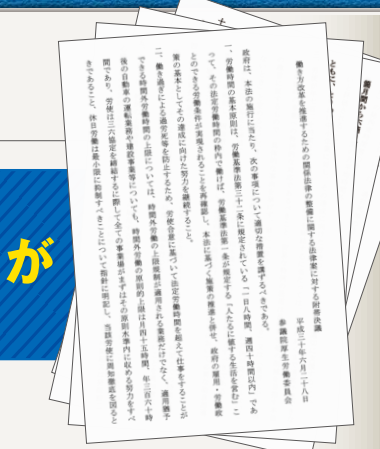 働き方改革を推進するための関係法律の整備に関する法律案に対する附帯決議
平成三十年六月二十八日
参議院厚生労働委員会
政府は、本法の施行に当たり、次の事項について適切な措置を講ずるべきである。
一、労働時間の基本原則は、労働基準法第三十二条に規定されている「一日八時間、週四十時間以内」であ
って、その法定労働時間の枠内で働けば、労働基準法第一条が規定する「人たるに値する生活を営む」こ
とのできる労働条件が実現されることを再確認し、本法に基づく施策の推進と併せ、政府の雇用・労働政
策の基本としてその達成に向けた努力を継続すること。
二、働き過ぎによる過労死等を防止するため、労使合意に基づいて法定労働時間を超えて仕事をすることが
できる時間外労働時間の上限については、時間外労働の上限規制が適用される業務だけでなく、適用猶予
後の自動車の運転業務や建設事業等についても、時間外労働の原則的上限は月四十五時間、年三百六十時
間であり、労使は三六協定を締結するに際して全ての事業場がまずはその原則水準内に収める努力をすべ
きであること、休日労働は最小限に抑制すべきことについて指針に明記し、当該労使に周知徹底を図ると
ともに、
が